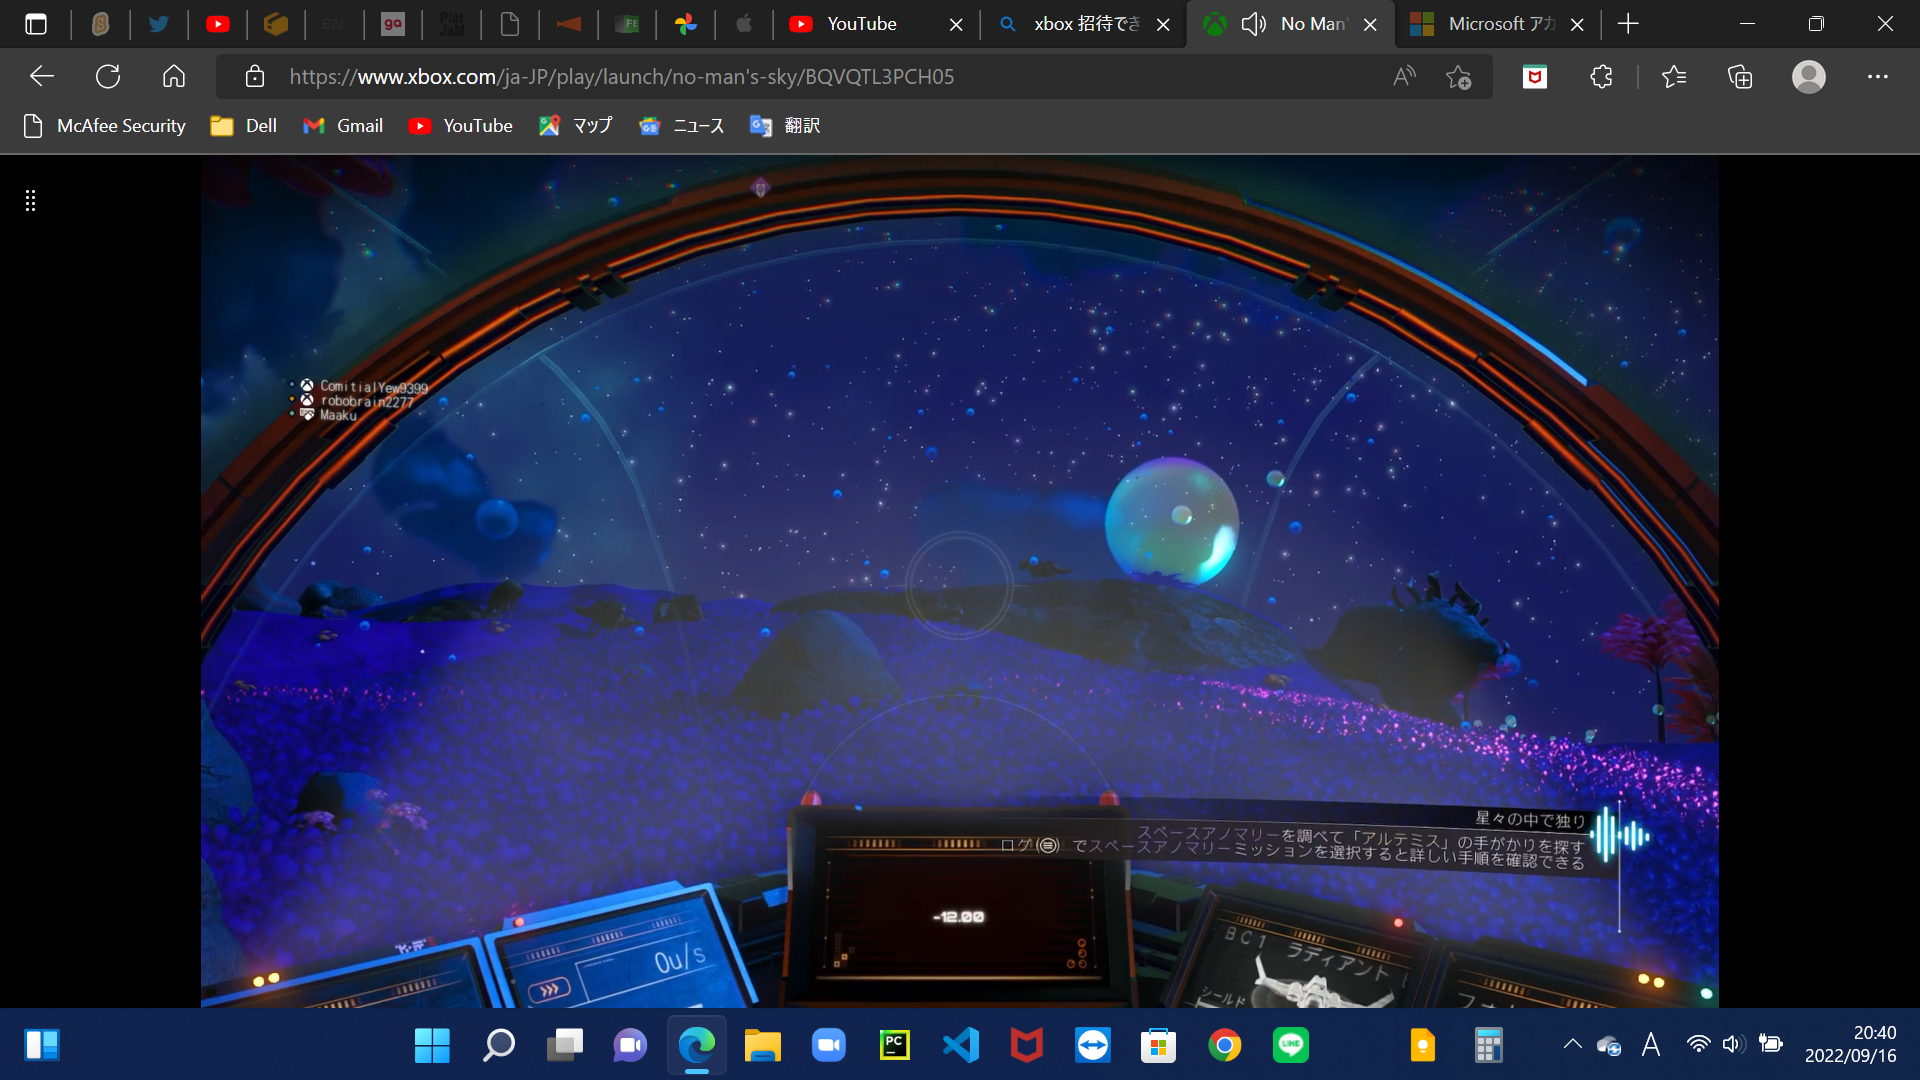 YouTube
xbox 招待でき
No Man'
Microsoft アカ
https://www.xbox.com/ja-JP/play/launch/no-man's-sky/BQVQTL3PCH05
McAfee Security
Dell
Gmail
YouTube
マップ
ニュース
翻訳
ComitialYew9399
robobrain2277
Maaku
星々の中で独り
スペースアノマリーを調べて「アルテミス」の手がかりを探す
ログ(≡) でスペースアノマリーミッションを選択すると詳しい手順を確認できる
-12.00
0u/s
BC1 ラディアント
シールド
A
20:40
2022/09/16